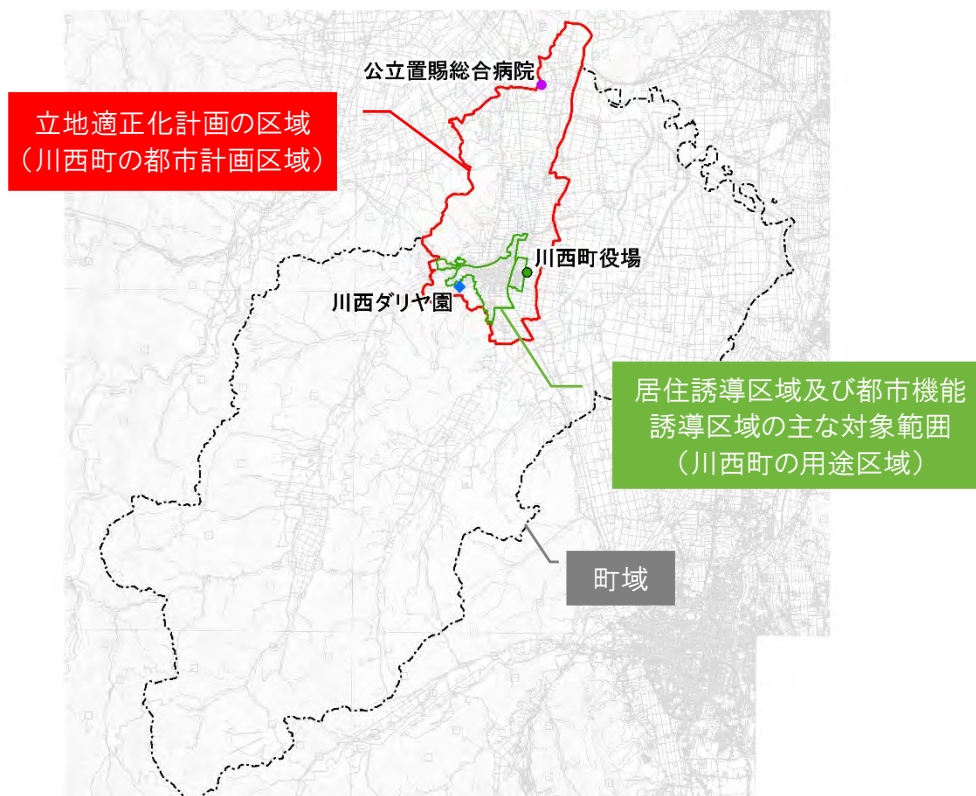 公立置賜総合病院
立地適正化計画の区域
（川西町の都市計画区域）
川西町役場
川西ダリヤ園
居住誘導区域及び都市機能
誘導区域の主な対象範囲
（川西町の用途区域）
町域